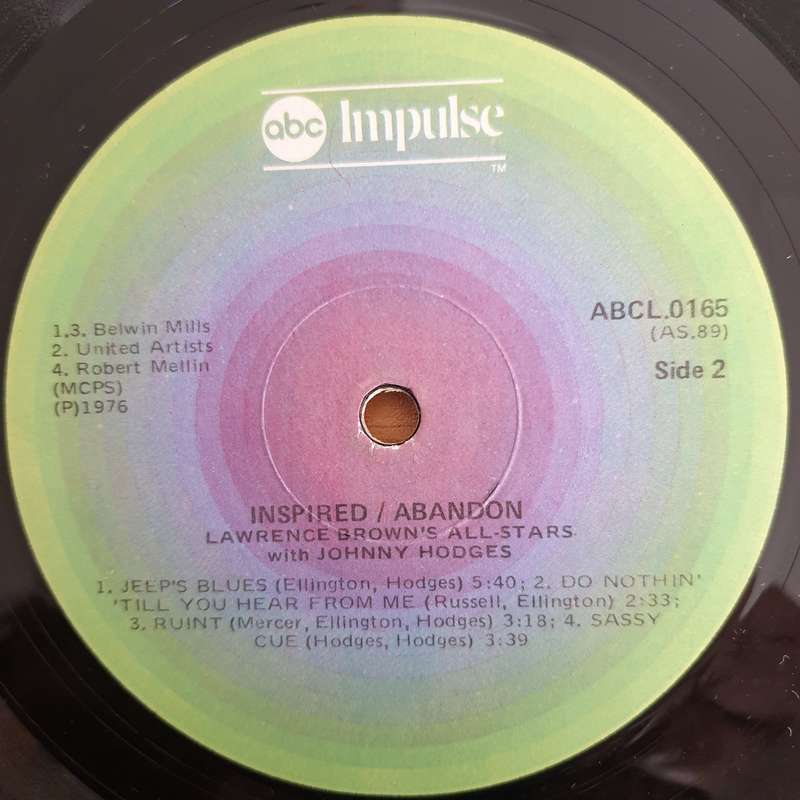 abc Impulse
TM
ABCL.0165
(AS.89)
Side 2
1.3. Belwin Mills
2. United Artists
4. Robert Mellin
(MCPS)
(P)1976
INSPIRED / ABANDON
LAWRENCE BROWN'S ALL-STARS
with JOHNNY HODGES
1. JEEP'S BLUES (Ellington, Hodges) 5:40; 2. DO NOTHIN'
'TILL YOU HEAR FROM ME (Russell, Ellington) 2:33;
3. RUINT (Mercer, Ellington, Hodges) 3:18; 4. SASSY
CUE (Hodges, Hodges) 3:39